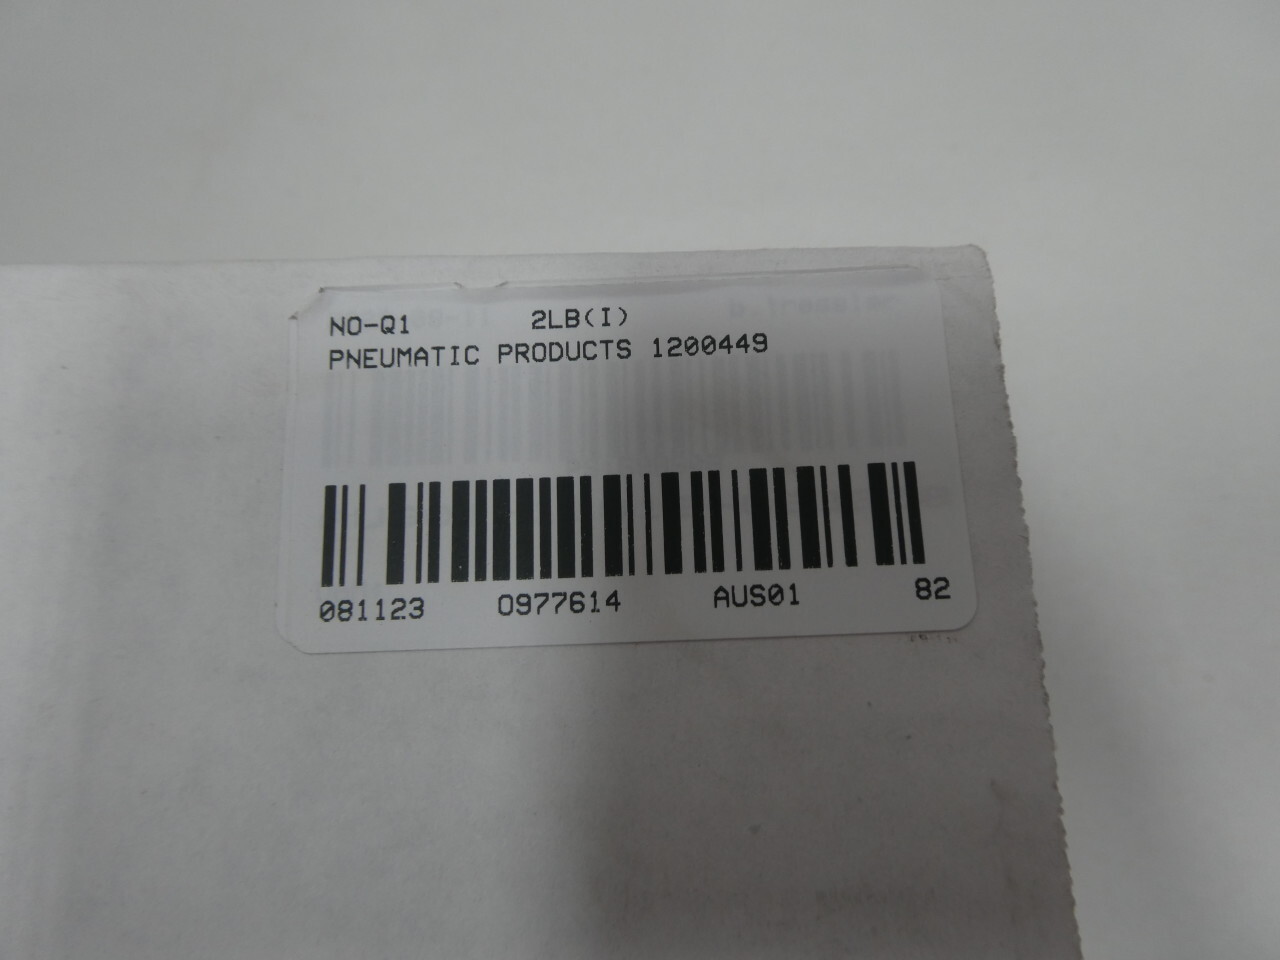 NO-Q1 2LB(I)
PNEUMATIC PRODUCTS 1200449
081123 0977614 AUS01 82